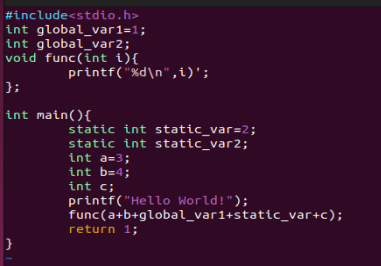 #include<stdio.h>
int global_var1=1;
int global_var2;
void func(int i){
        printf("%d\n",i)';
};

int main(){
        static int static_var=2;
        static int static_var2;
        int a=3;
        int b=4;
        int c;
        printf("Hello World!");
        func(a+b+global_var1+static_var+c);
        return 1;
}
~